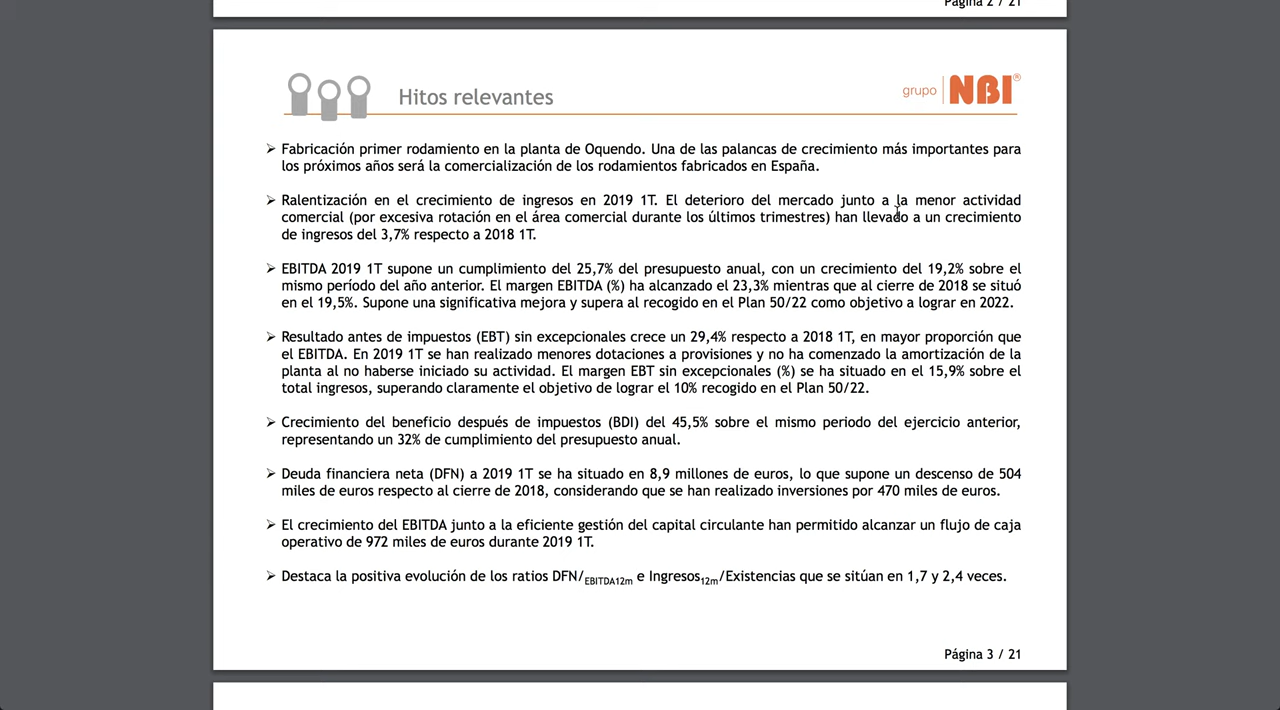 Página 2 / 21
Hitos relevantes
grupo NBI®
➢ Fabricación primer rodamiento en la planta de Oquendo. Una de las palancas de crecimiento más importantes para
los próximos años será la comercialización de los rodamientos fabricados en España.
➢ Ralentización en el crecimiento de ingresos en 2019 1T. El deterioro del mercado junto a la menor actividad
comercial (por excesiva rotación en el área comercial durante los últimos trimestres) han llevado a un crecimiento
de ingresos del 3,7% respecto a 2018 1T.
➢ EBITDA 2019 1T supone un cumplimiento del 25,7% del presupuesto anual, con un crecimiento del 19,2% sobre el
mismo período del año anterior. El margen EBITDA (%) ha alcanzado el 23,3% mientras que al cierre de 2018 se situó
en el 19,5%. Supone una significativa mejora y supera al recogido en el Plan 50/22 como objetivo a lograr en 2022.
➢ Resultado antes de impuestos (EBT) sin excepcionales crece un 29,4% respecto a 2018 1T, en mayor proporción que
el EBITDA. En 2019 1T se han realizado menores dotaciones a provisiones y no ha comenzado la amortización de la
planta al no haberse iniciado su actividad. El margen EBT sin excepcionales (%) se ha situado en el 15,9% sobre el
total ingresos, superando claramente el objetivo de lograr el 10% recogido en el Plan 50/22.
➢ Crecimiento del beneficio después de impuestos (BDI) del 45,5% sobre el mismo periodo del ejercicio anterior,
representando un 32% de cumplimiento del presupuesto anual.
➢ Deuda financiera neta (DFN) a 2019 1T se ha situado en 8,9 millones de euros, lo que supone un descenso de 504
miles de euros respecto al cierre de 2018, considerando que se han realizado inversiones por 470 miles de euros.
➢ El crecimiento del EBITDA junto a la eficiente gestión del capital circulante han permitido alcanzar un flujo de caja
operativo de 972 miles de euros durante 2019 1T.
➢ Destaca la positiva evolución de los ratios DFN/EBITDA12m e Ingresos12m/Existencias que se sitúan en 1,7 y 2,4 veces.
Página 3 / 21